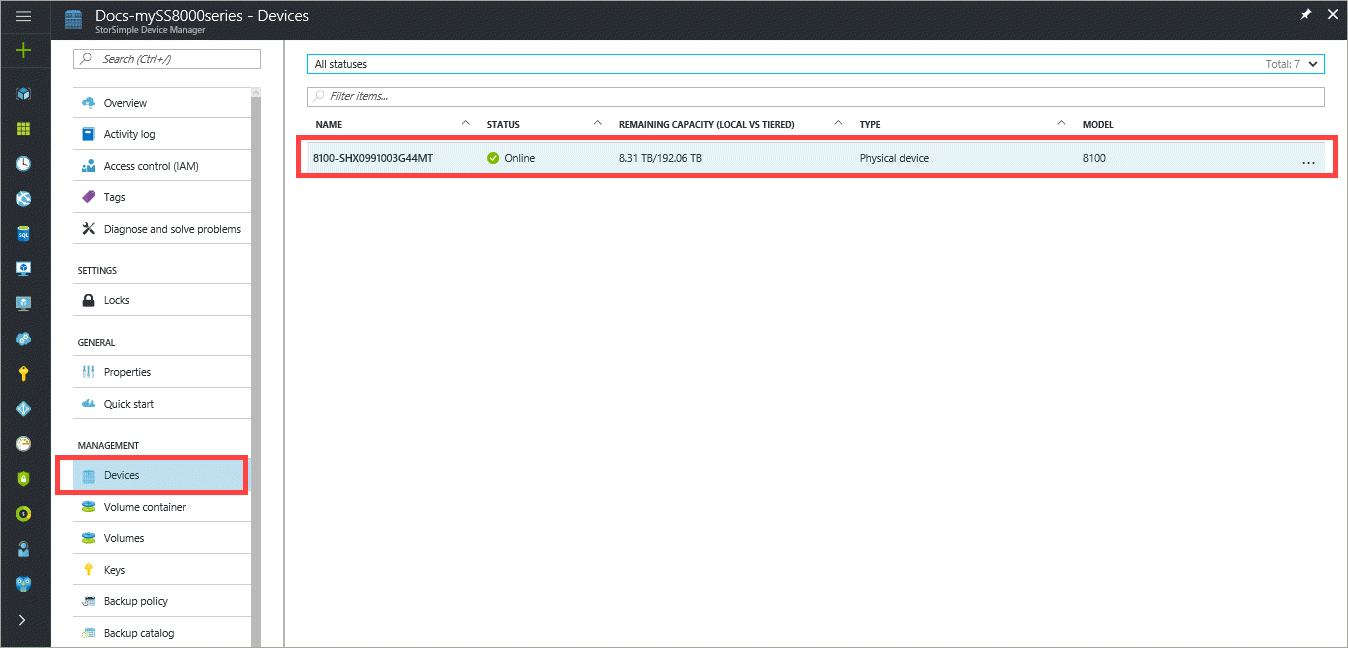 Docs-mySS8000series - Devices
StorSimple Device Manager
Search (Ctrl+/)
Overview
Activity log
Access control (IAM)
Tags
Diagnose and solve problems
SETTINGS
Locks
GENERAL
Properties
Quick start
MANAGEMENT
Devices
Volume container
Volumes
Keys
Backup policy
Backup catalog
All statuses Total: 7
Filter items...
NAME STATUS REMAINING CAPACITY (LOCAL VS TIERED) TYPE MODEL
8100-SHX0991003G44MT Online 8.31 TB/192.06 TB Physical device 8100 ...
SQL